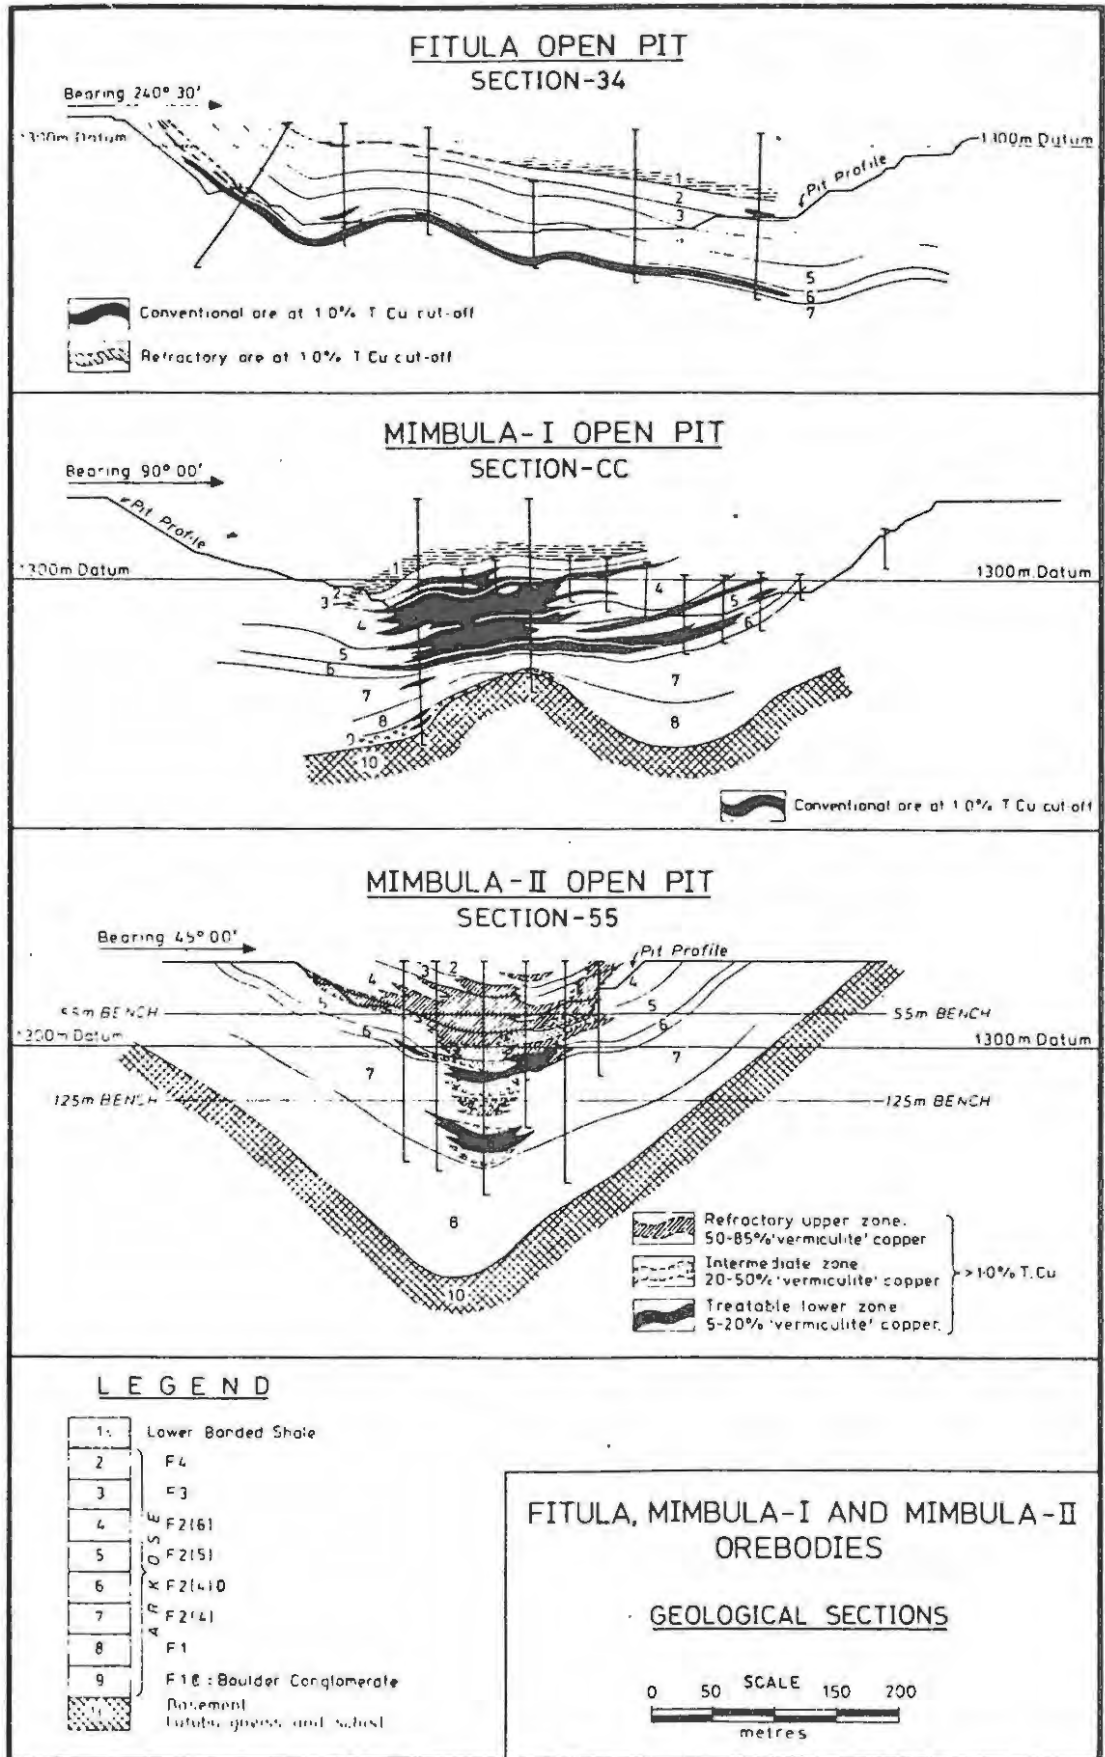 FITULA OPEN PIT
SECTION-34
Bearing 240° 30'
1300m Datum
1300m Datum
Pit Profile
1
2
3
5
6
7
Conventional ore at 1·0% T Cu cut-off
Refractory ore at 1·0% T Cu cut-off
MIMBULA-I OPEN PIT
SECTION-CC
Bearing 90° 00'
Pit Profile
1300m Datum
1300m. Datum
1
2
3
4
4
5
5
6
6
7
7
8
8
9
10
Conventional ore at 1·0% T Cu cut-off
MIMBULA-II OPEN PIT
SECTION-55
Bearing 45° 00'
Pit Profile
2
3
4
4
5
5
55m BENCH
55m BENCH
6
6
1300m Datum
1300m Datum
7
7
125m BENCH
125m BENCH
8
10
Refractory upper zone.
50-85% 'vermiculite' copper
Intermediate zone
20-50% 'vermiculite' copper
>1·0% T.Cu
Treatable lower zone
5-20% 'vermiculite' copper.
LEGEND
1 Lower Banded Shale
2 F4
3 F3
4 F2(6)
5 F2(5)
6 F2(4)D
7 F2(4)
8 F1
9 F1C : Boulder Conglomerate
ARKOSE
Basement
Lufubu gneiss and schist
FITULA, MIMBULA-I AND MIMBULA-II
OREBODIES
GEOLOGICAL SECTIONS
SCALE
0 50 150 200
metres